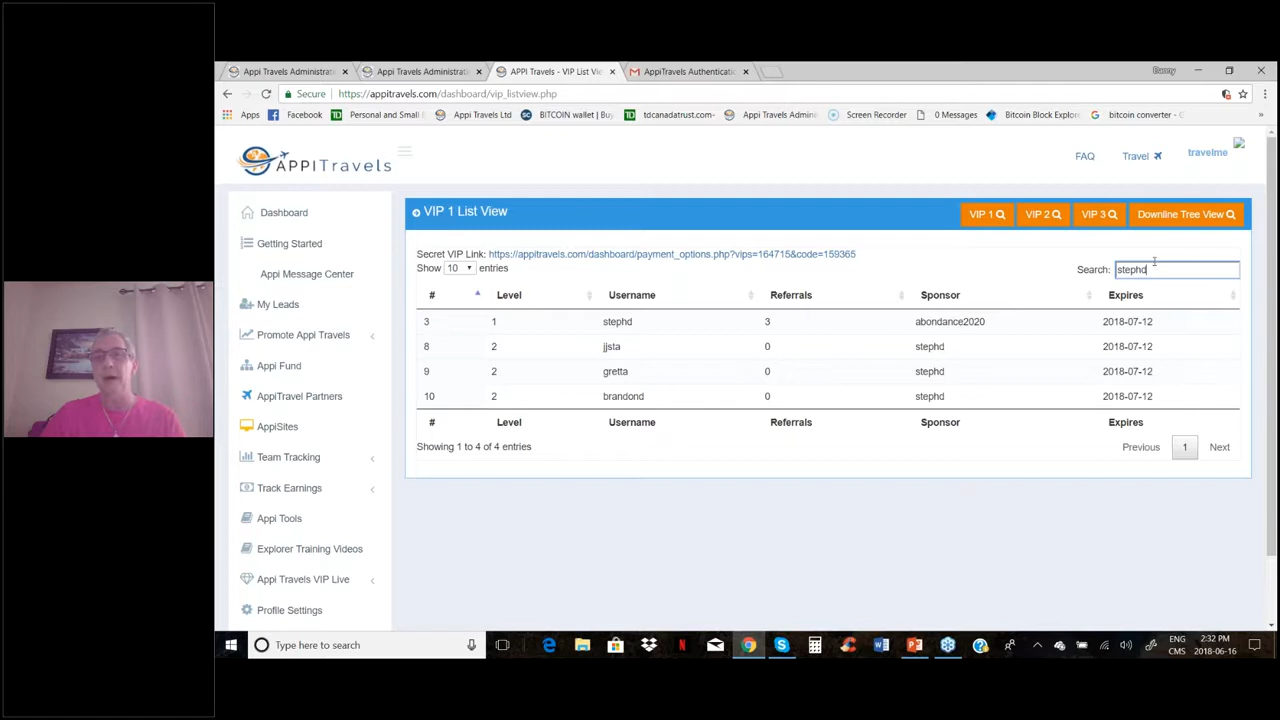 Appi Travels Administrat
Appi Travels Administrat
APPI Travels - VIP List Vie
AppiTravels Authenticati
Danny
Secure
https://appitravels.com/dashboard/vip_listview.php
Apps
Facebook
Personal and Small E
Appi Travels Ltd
BITCOIN wallet | Buy
tdcanadatrust.com-
Appi Travels Admin
Screen Recorder
0 Messages
Bitcoin Block Explor
bitcoin converter - G
APPITRAVELS
FAQ
Travel
travelme
Dashboard
Getting Started
Appi Message Center
My Leads
Promote Appi Travels
Appi Fund
AppiTravel Partners
AppiSites
Team Tracking
Track Earnings
Appi Tools
Explorer Training Videos
Appi Travels VIP Live
Profile Settings
VIP 1 List View
VIP 1
VIP 2
VIP 3
Downline Tree View
Secret VIP Link: https://appitravels.com/dashboard/payment_options.php?vips=164715&code=159365
Show 10 entries
Search: stephd
# Level Username Referrals Sponsor Expires
3 1 stephd 3 abondance2020 2018-07-12
8 2 jjsta 0 stephd 2018-07-12
9 2 gretta 0 stephd 2018-07-12
10 2 brandond 0 stephd 2018-07-12
# Level Username Referrals Sponsor Expires
Showing 1 to 4 of 4 entries
Previous 1 Next
Type here to search
ENG
CMS
2:32 PM
2018-06-16